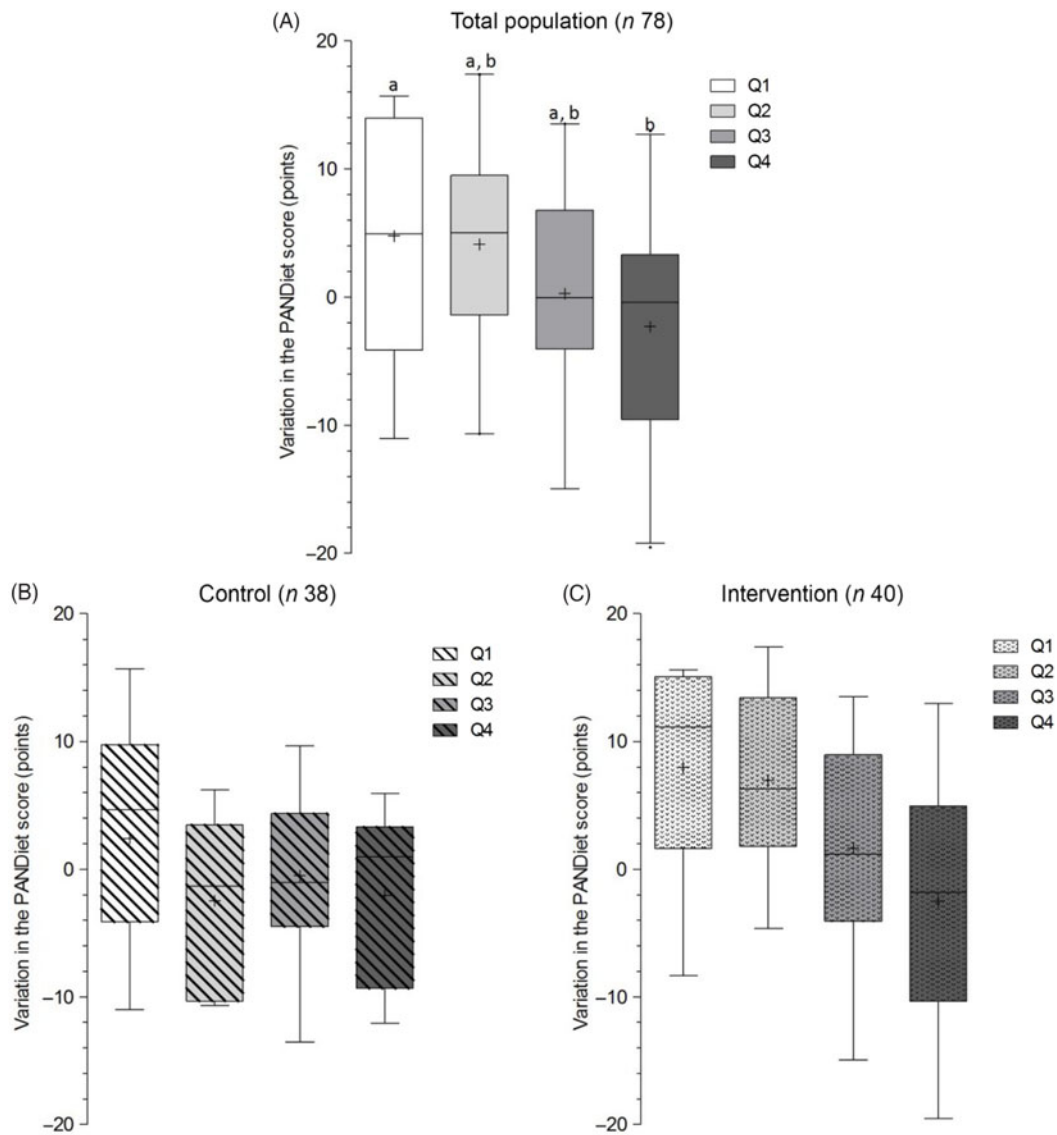 (A)
Total population (n 78)
Variation in the PANDiet score (points)
20
10
0
−10
−20
a
a, b
a, b
b
Q1
Q2
Q3
Q4
(B)
Control (n 38)
Variation in the PANDiet score (points)
20
10
0
−10
−20
Q1
Q2
Q3
Q4
(C)
Intervention (n 40)
Variation in the PANDiet score (points)
20
10
0
−10
−20
Q1
Q2
Q3
Q4